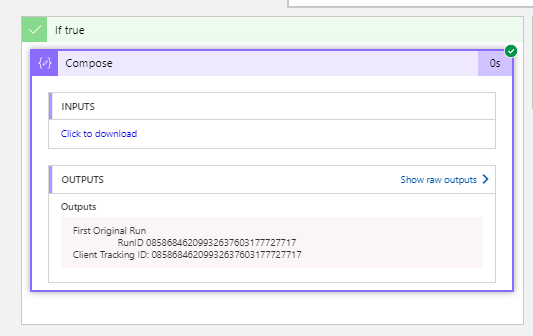 If true
Compose
0s
INPUTS
Click to download
OUTPUTS
Show raw outputs
Outputs
First Original Run
RunID 08586846209932637603177727717
Client Tracking ID: 08586846209932637603177727717